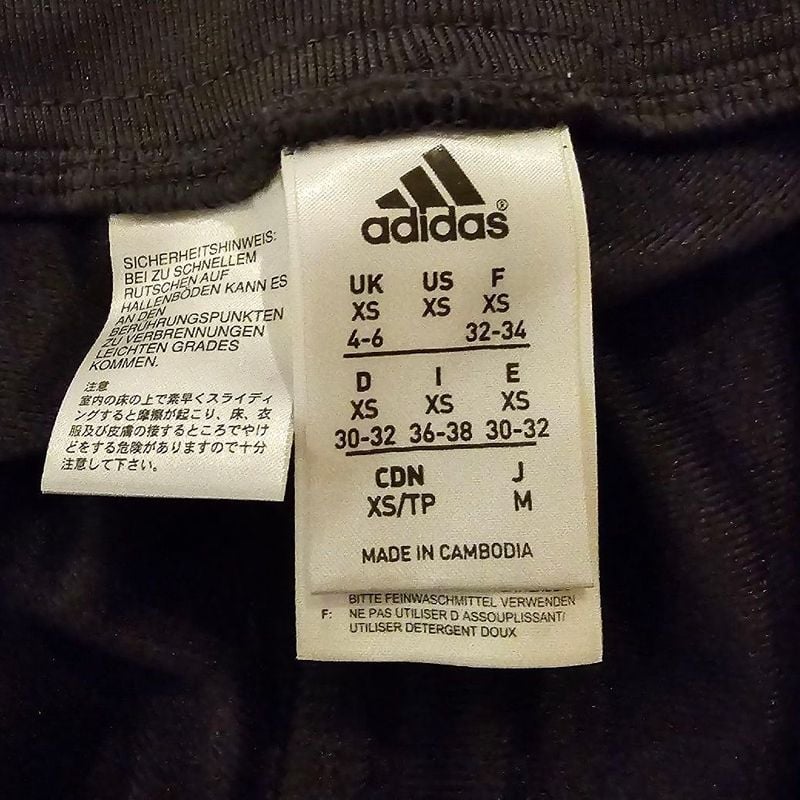 SICHERHEITSHINWEIS:
BEI ZU SCHNELLEM
RUTSCHEN AUF
HALLENBÖDEN KANN ES
AN DEN
BERÜHRUNGSPUNKTEN
ZU VERBRENNUNGEN
LEICHTEN GRADES
KOMMEN.
注意
室内の床の上で素早くスライディ
ングすると摩擦が起こり、床、衣
服及び皮膚の接するところでやけ
どをする危険がありますので十分
注意して下さい。
adidas®
UK US F
XS XS XS
4-6 32-34
D I E
XS XS XS
30-32 36-38 30-32
CDN J
XS/TP M
MADE IN CAMBODIA
BITTE FEINWASCHMITTEL VERWENDEN
F: NE PAS UTILISER D ASSOUPLISSANT/
UTILISER DETERGENT DOUX